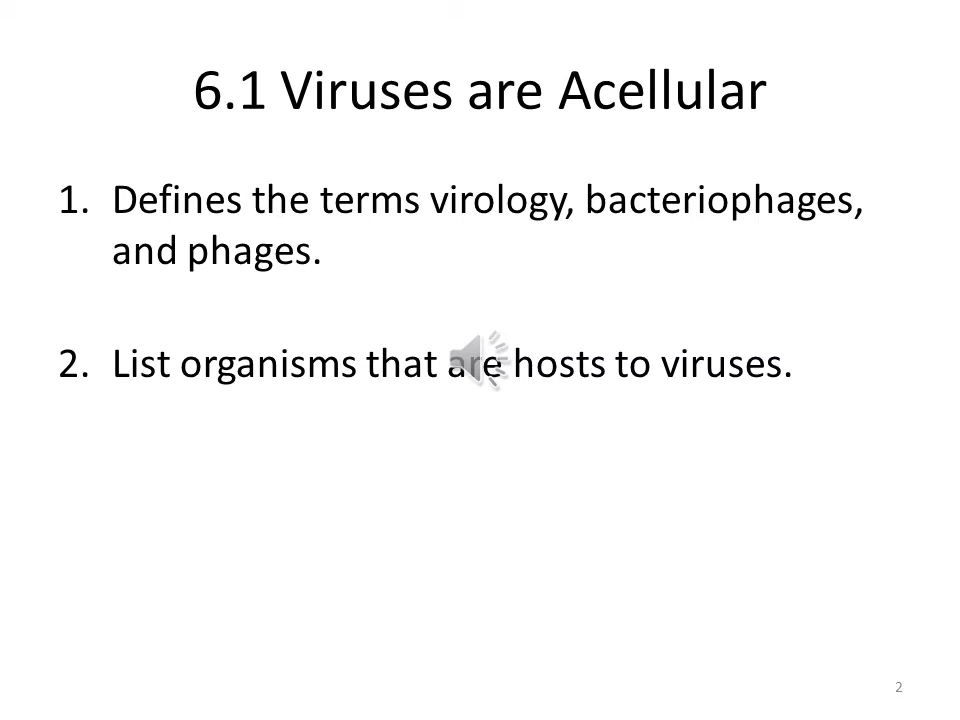 6.1 Viruses are Acellular
1. Defines the terms virology, bacteriophages,
and phages.
2. List organisms that are hosts to viruses.
2